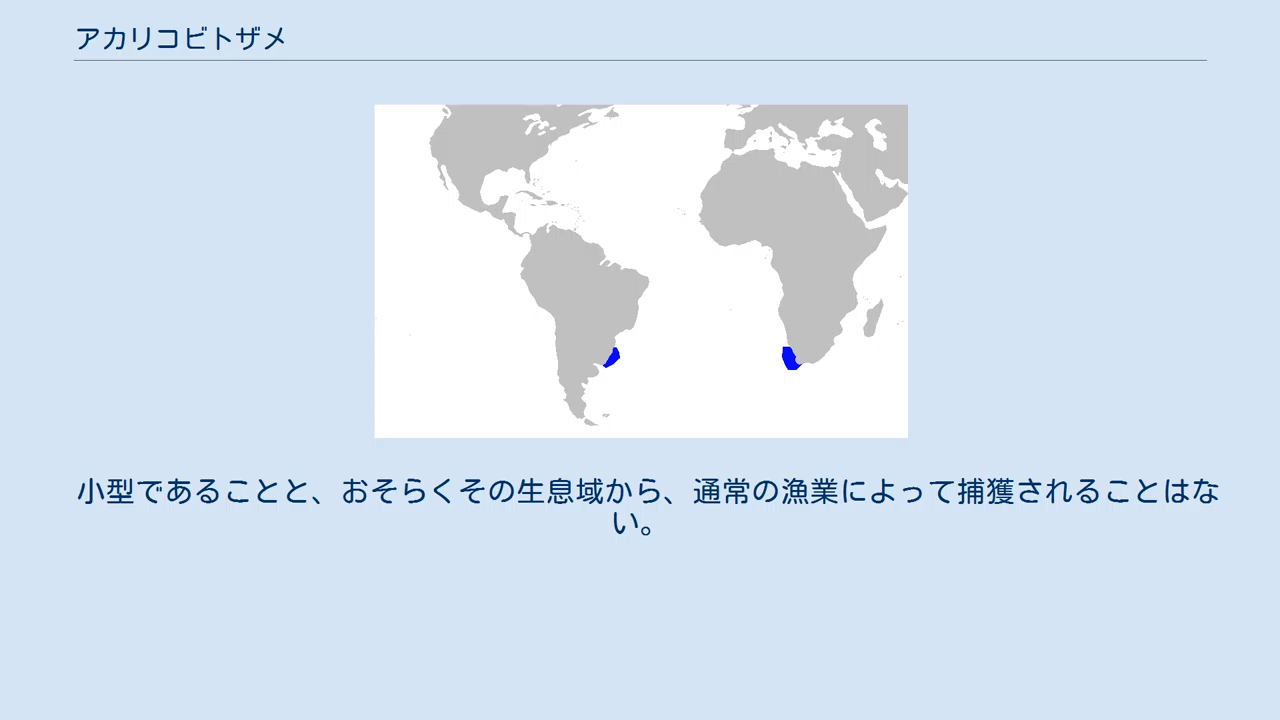 アカリコビトザメ
小型であることと、おそらくその生息域から、通常の漁業によって捕獲されることはな
い。